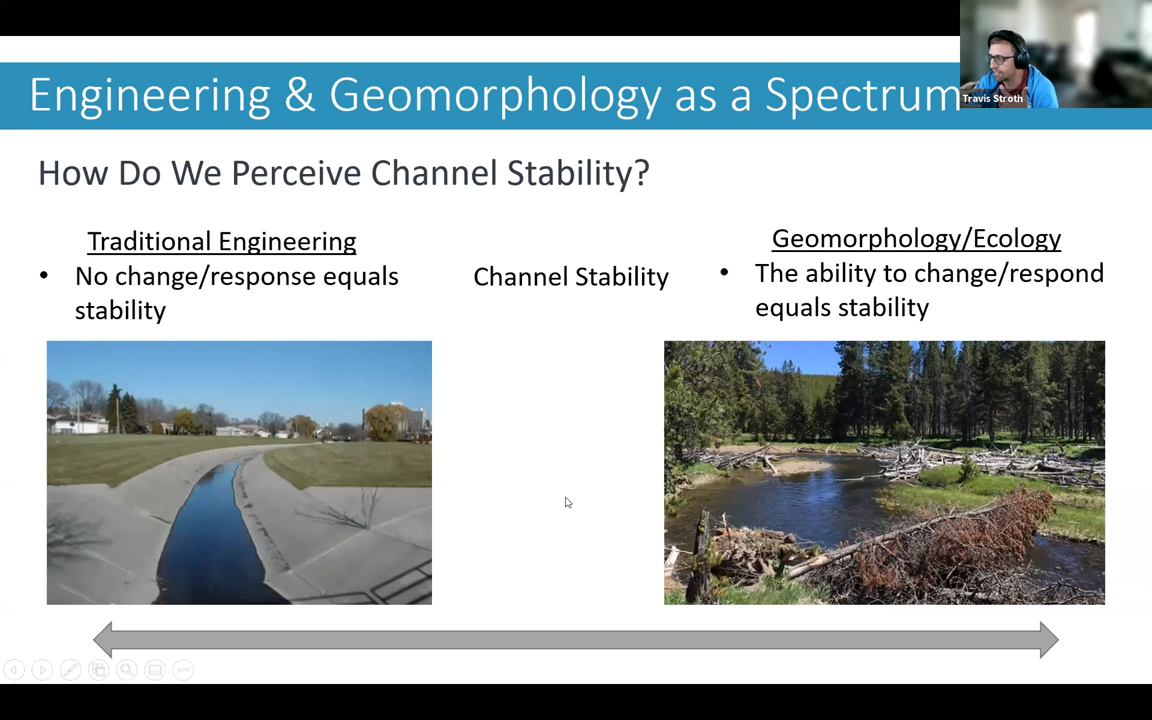 Engineering & Geomorphology as a Spectrum
Travis Stroth
How Do We Perceive Channel Stability?
Traditional Engineering
• No change/response equals
stability
Channel Stability
Geomorphology/Ecology
• The ability to change/respond
equals stability